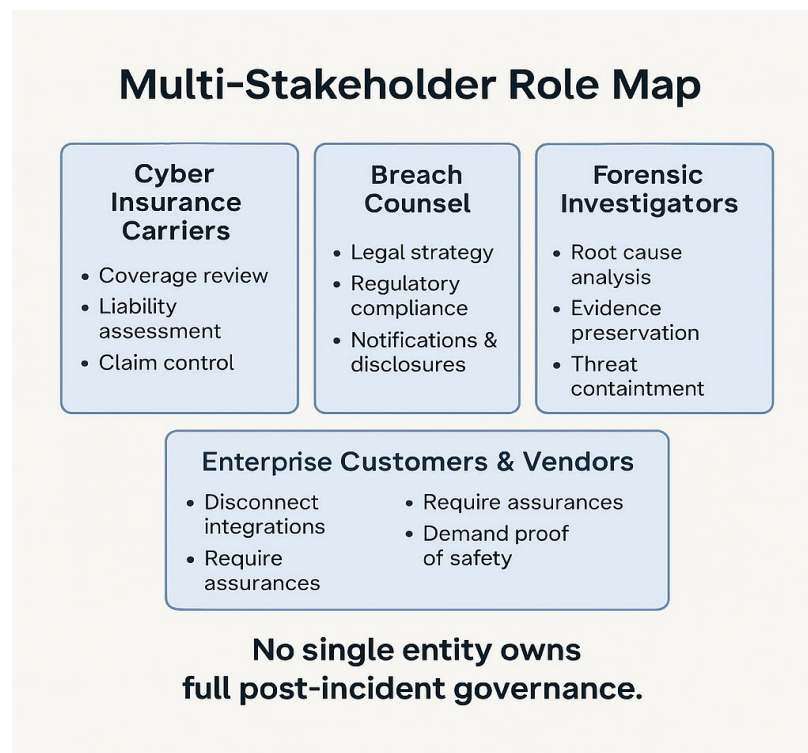 Multi-Stakeholder Role Map
Cyber
Insurance
Carriers
• Coverage review
• Liability
assessment
• Claim control
Breach
Counsel
• Legal strategy
• Regulatory
compliance
• Notifications &
disclosures
Forensic
Investigators
• Root cause
analysis
• Evidence
preservation
• Threat
containtment
Enterprise Customers & Vendors
• Disconnect
integrations
• Require
assurances
• Require assurances
• Demand proof
of safety
No single entity owns
full post-incident governance.